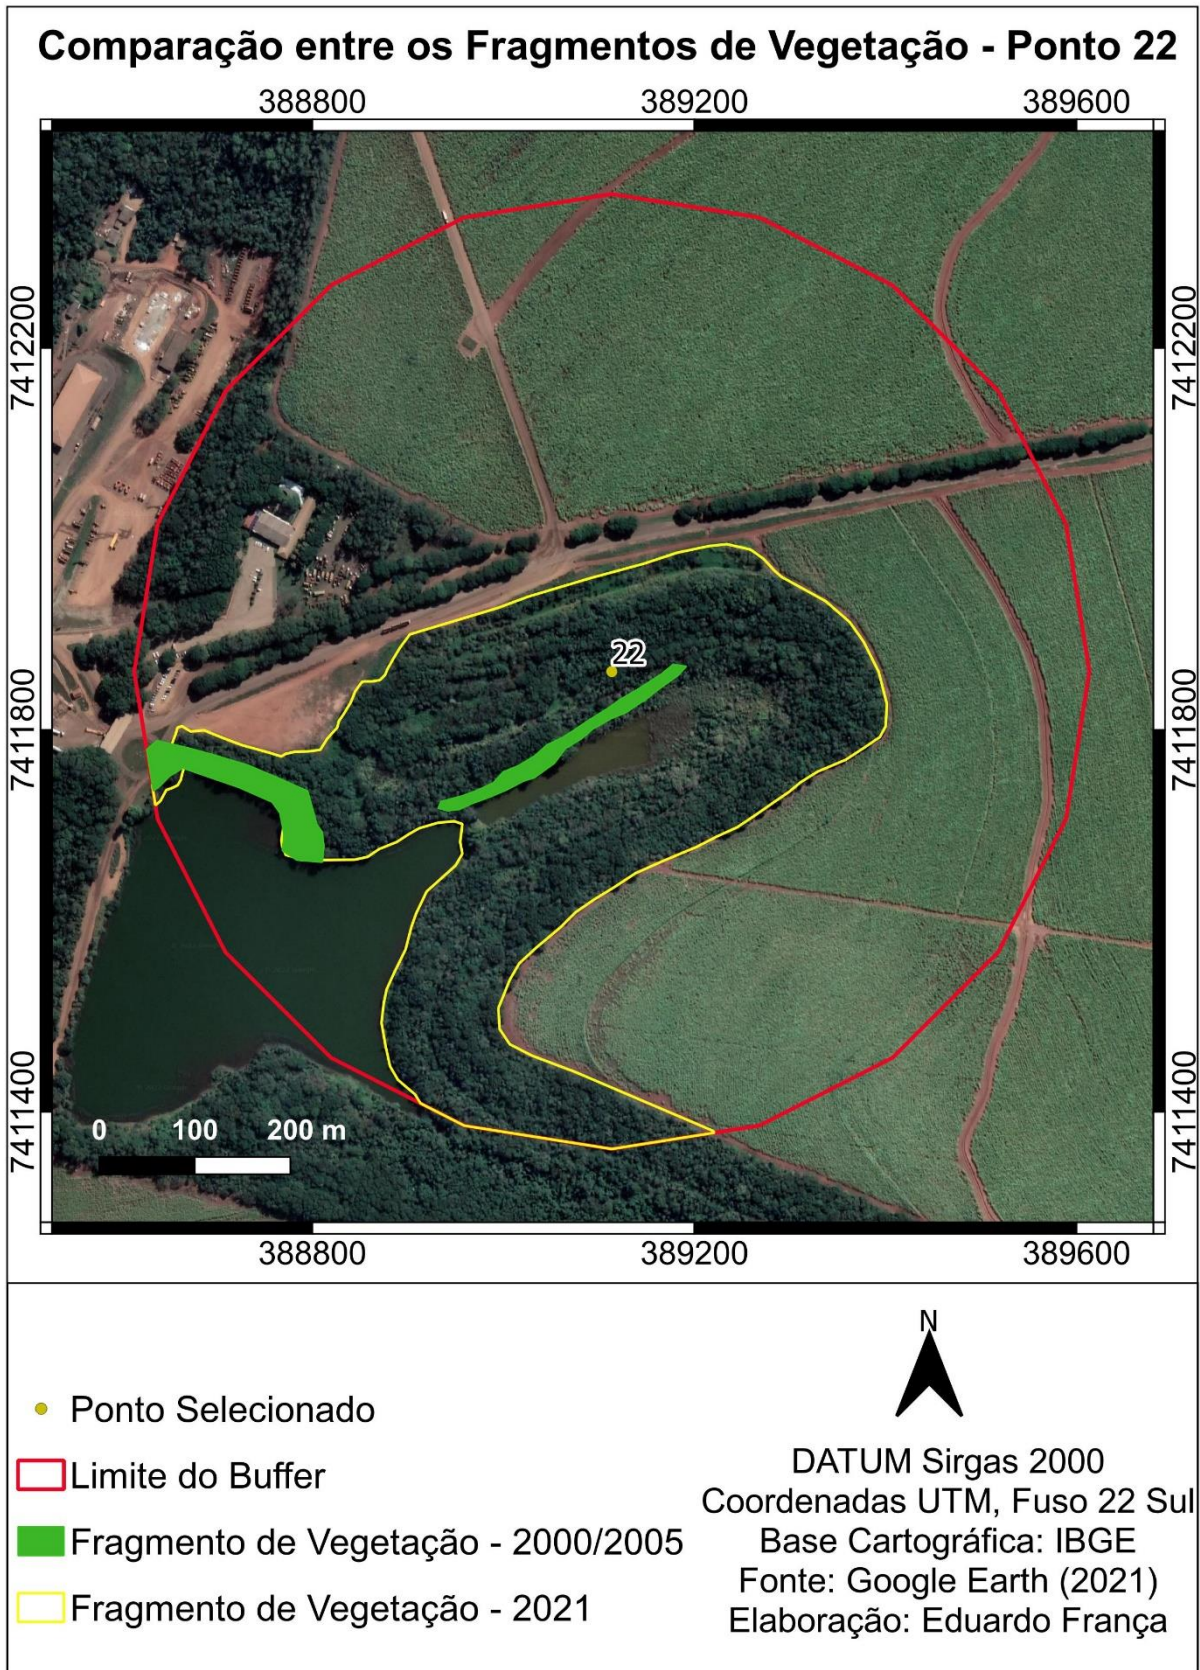 Comparação entre os Fragmentos de Vegetação - Ponto 22
388800 389200 389600
7412200 7412200
22
7411800 7411800
7411400 7411400
0 100 200 m
388800 389200 389600
N
Ponto Selecionado
Limite do Buffer
Fragmento de Vegetação - 2000/2005
Fragmento de Vegetação - 2021
DATUM Sirgas 2000
Coordenadas UTM, Fuso 22 Sul
Base Cartográfica: IBGE
Fonte: Google Earth (2021)
Elaboração: Eduardo França